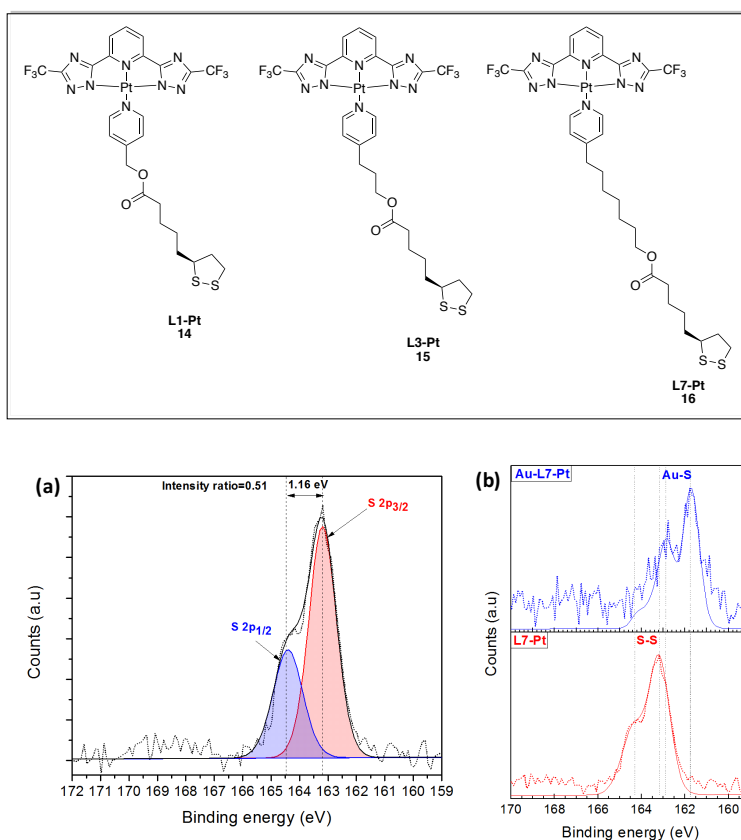 N N N N N
F3C N N CF3
N N Pt N N
N
O
O
S S
L1-Pt
14
N N N N N
F3C N N CF3
N N Pt N N
N
O
O
S S
L3-Pt
15
N N N N N
F3C N N CF3
N N Pt N N
N
O
O
S S
L7-Pt
16
(a)
Intensity ratio=0.51
1.16 eV
S 2p3/2
S 2p1/2
Counts (a.u)
172 171 170 169 168 167 166 165 164 163 162 161 160 159
Binding energy (eV)
(b)
Au-L7-Pt
Au-S
L7-Pt
S-S
Counts (a.u)
170 168 166 164 162 160
Binding energy (eV)